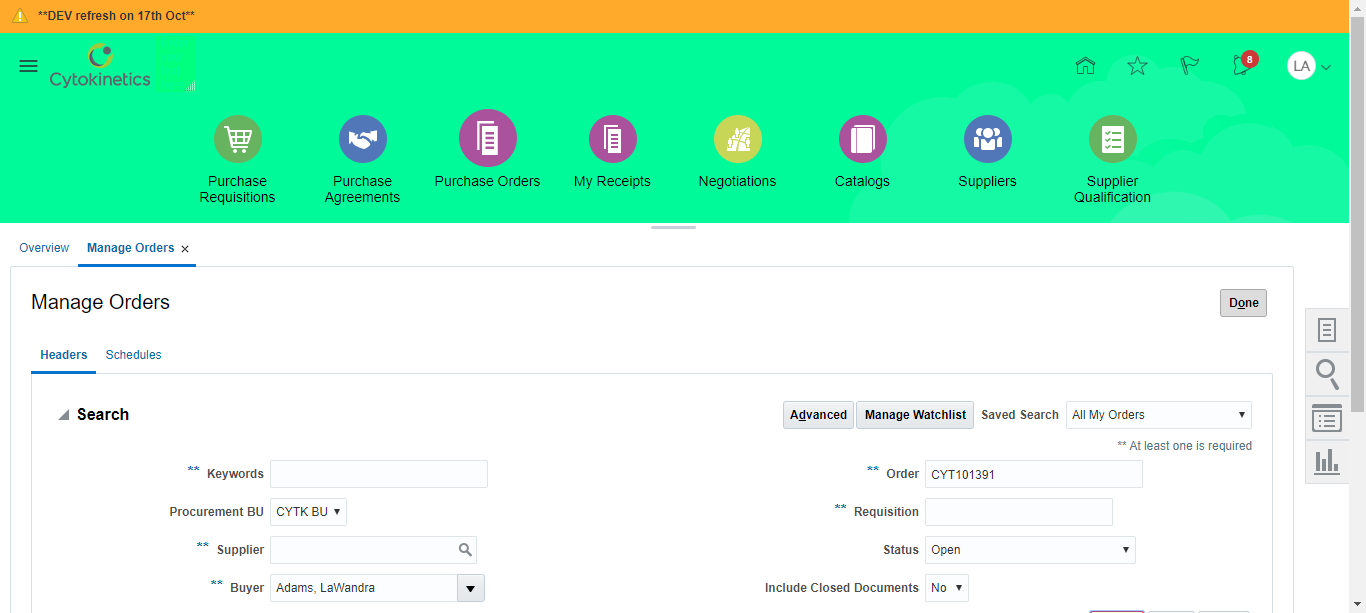 **DEV refresh on 17th Oct**
Cytokinetics
8
LA
Purchase Requisitions
Purchase Agreements
Purchase Orders
My Receipts
Negotiations
Catalogs
Suppliers
Supplier Qualification
Overview
Manage Orders ×
Manage Orders
Done
Headers
Schedules
Search
Advanced
Manage Watchlist
Saved Search
All My Orders
** At least one is required
** Keywords
** Order CYT101391
Procurement BU CYTK BU
** Requisition
** Supplier
Status Open
** Buyer Adams, LaWandra
Include Closed Documents No